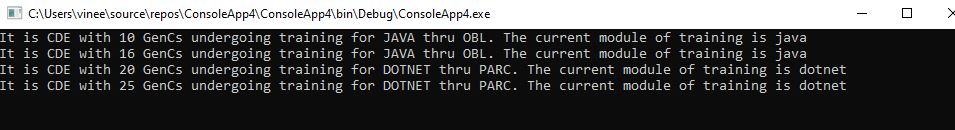 C:\Users\vinee\source\repos\ConsoleApp4\ConsoleApp4\bin\Debug\ConsoleApp4.exe
It is CDE with 10 GenCs undergoing training for JAVA thru OBL. The current module of training is java
It is CDE with 16 GenCs undergoing training for JAVA thru OBL. The current module of training is java
It is CDE with 20 GenCs undergoing training for DOTNET thru PARC. The current module of training is dotnet
It is CDE with 25 GenCs undergoing training for DOTNET thru PARC. The current module of training is dotnet